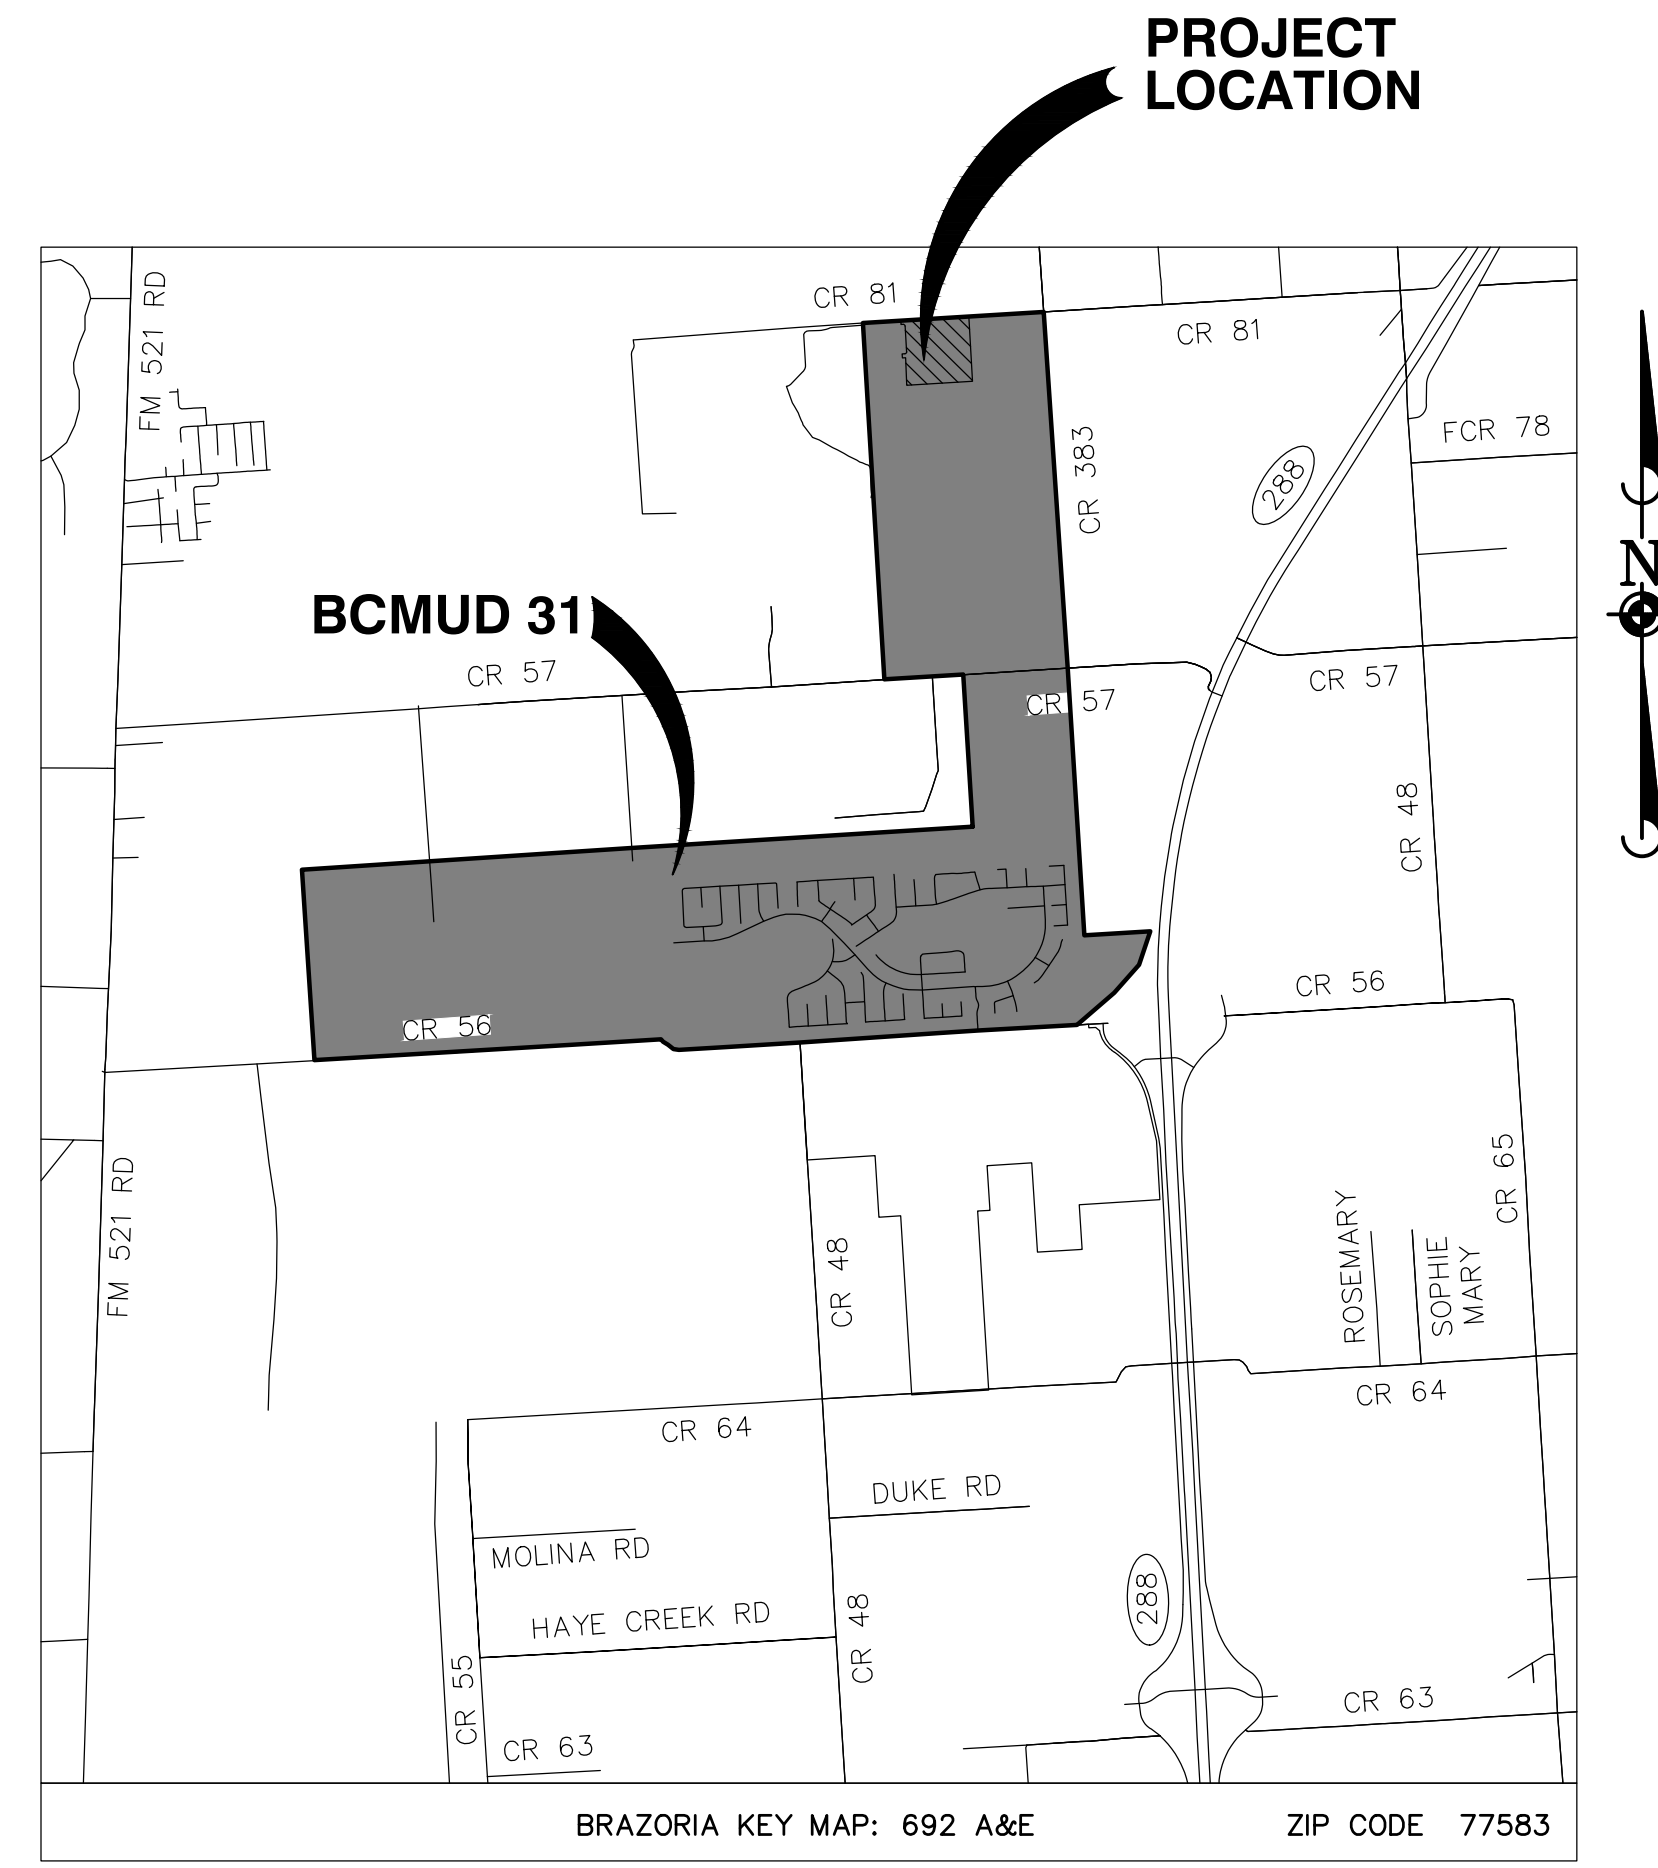 PROJECT
LOCATION
CR 81
CR 81
FM 521 RD
FCR 78
CR 383
288
N
BCMUD 31
CR 57
CR 57
CR 57
CR 48
CR 56
CR 56
FM 521 RD
CR 65
ROSEMARY
SOPHIE
MARY
CR 48
CR 64
CR 64
DUKE RD
MOLINA RD
288
HAYE CREEK RD
CR 48
CR 55
CR 63
CR 63
BRAZORIA KEY MAP: 692 A&E
ZIP CODE 77583